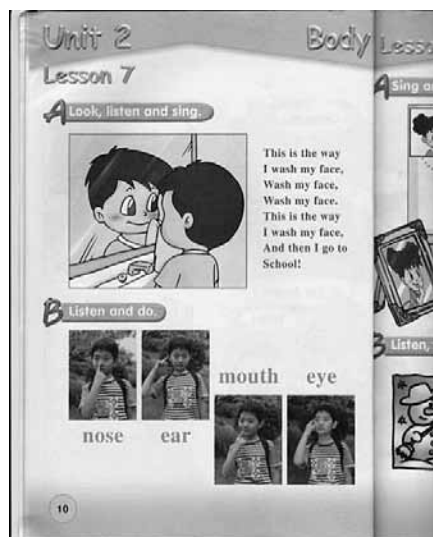 Unit 2
Body
Lesson 7
A Look, listen and sing.
This is the way
I wash my face,
Wash my face,
Wash my face.
This is the way
I wash my face,
And then I go to
School!
B Listen and do.
mouth eye
nose ear
10
A Sing
B Listen,